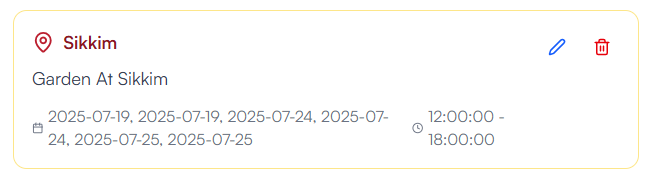 Sikkim
Garden At Sikkim
2025-07-19, 2025-07-19, 2025-07-24, 2025-07-
24, 2025-07-25, 2025-07-25
12:00:00 -
18:00:00